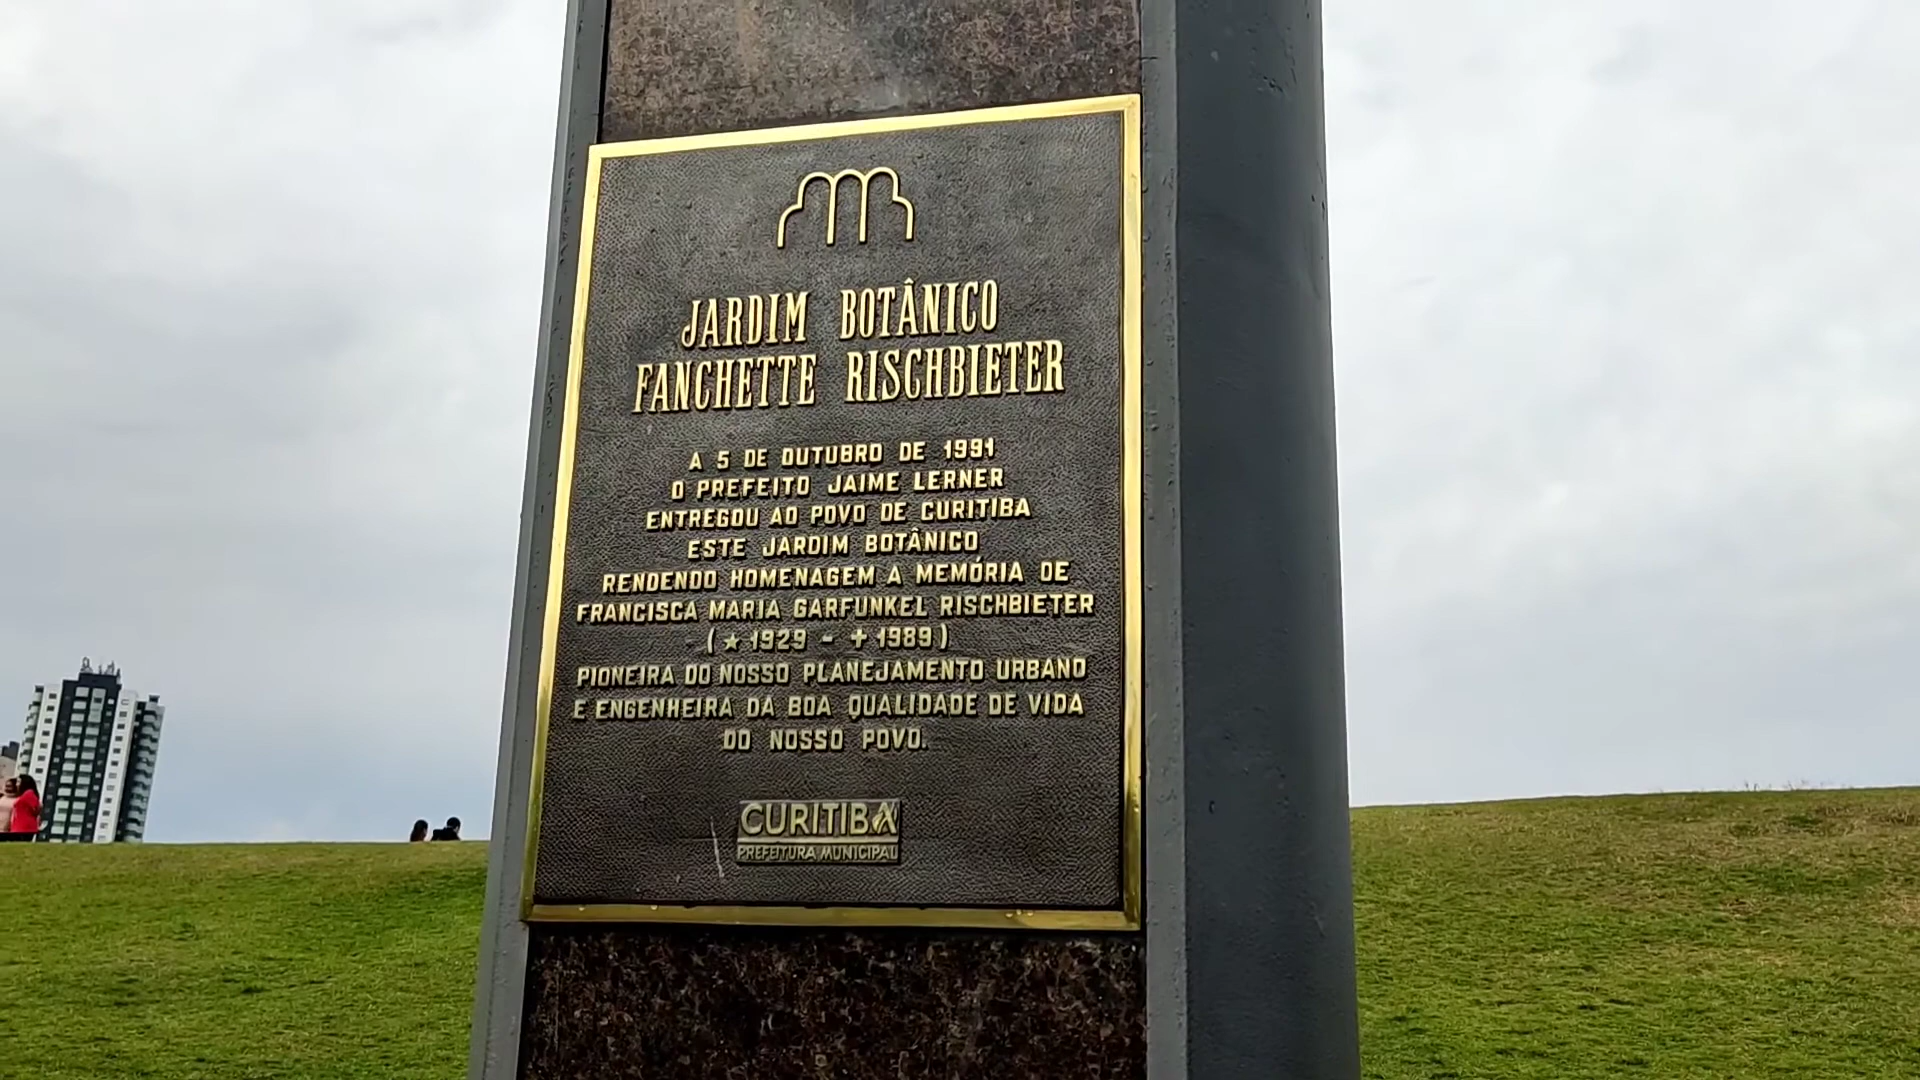 JARDIM BOTÂNICO
FANCHETTE RISCHBIETER
A 5 DE OUTUBRO DE 1991
O PREFEITO JAIME LERNER
ENTREGOU AO POVO DE CURITIBA
ESTE JARDIM BOTÂNICO
RENDENDO HOMENAGEM A MEMÓRIA DE
FRANCISCA MARIA GARFUNKEL RISCHBIETER
(★ 1929 - ✝ 1989)
PIONEIRA DO NOSSO PLANEJAMENTO URBANO
E ENGENHEIRA DA BOA QUALIDADE DE VIDA
DO NOSSO POVO.
CURITIBA
PREFEITURA MUNICIPAL